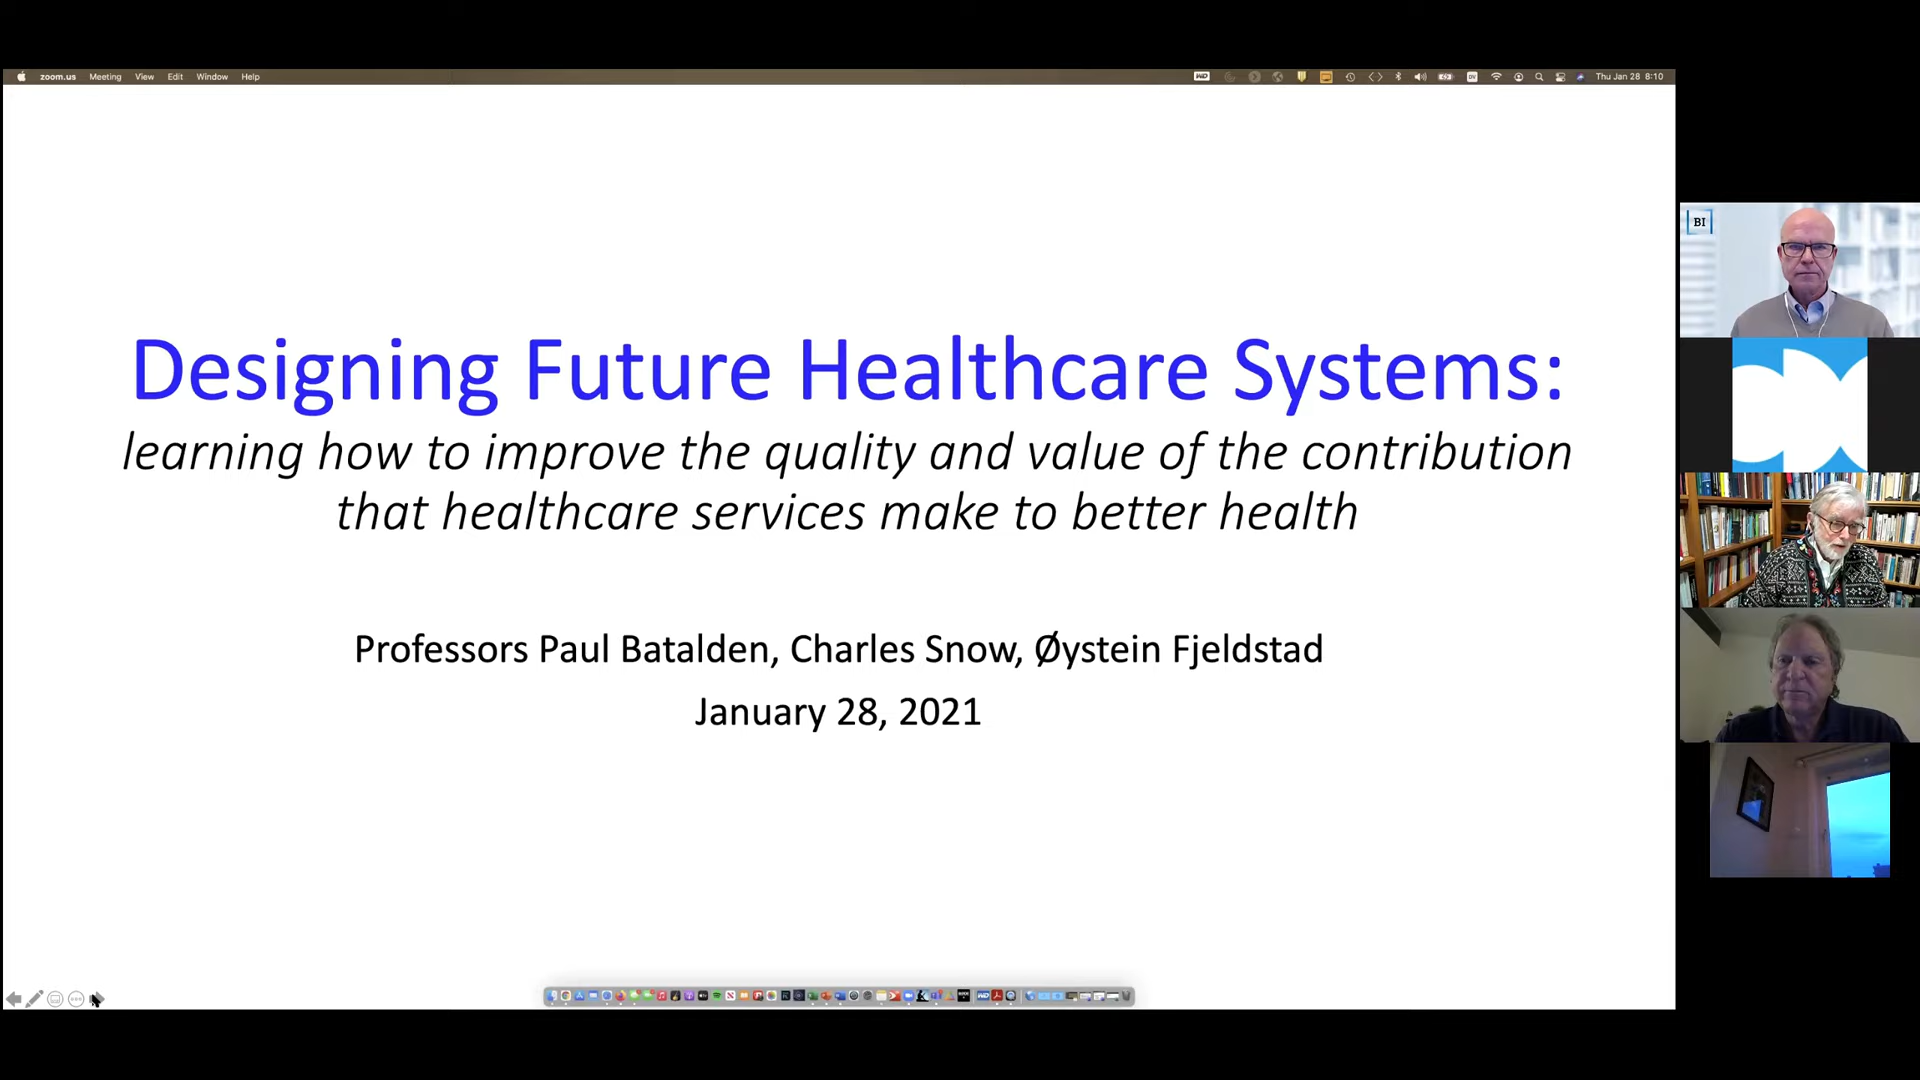 zoom.us Meeting View Edit Window Help
Thu Jan 28 8:10
BI
Designing Future Healthcare Systems:
learning how to improve the quality and value of the contribution
that healthcare services make to better health
Professors Paul Batalden, Charles Snow, Øystein Fjeldstad
January 28, 2021